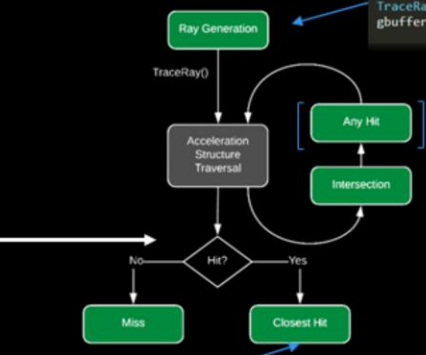 TraceRa
gbuffer
Ray Generation
TraceRay()
Any Hit
Acceleration
Structure
Traversal
Intersection
No
Hit?
Yes
Miss
Closest Hit